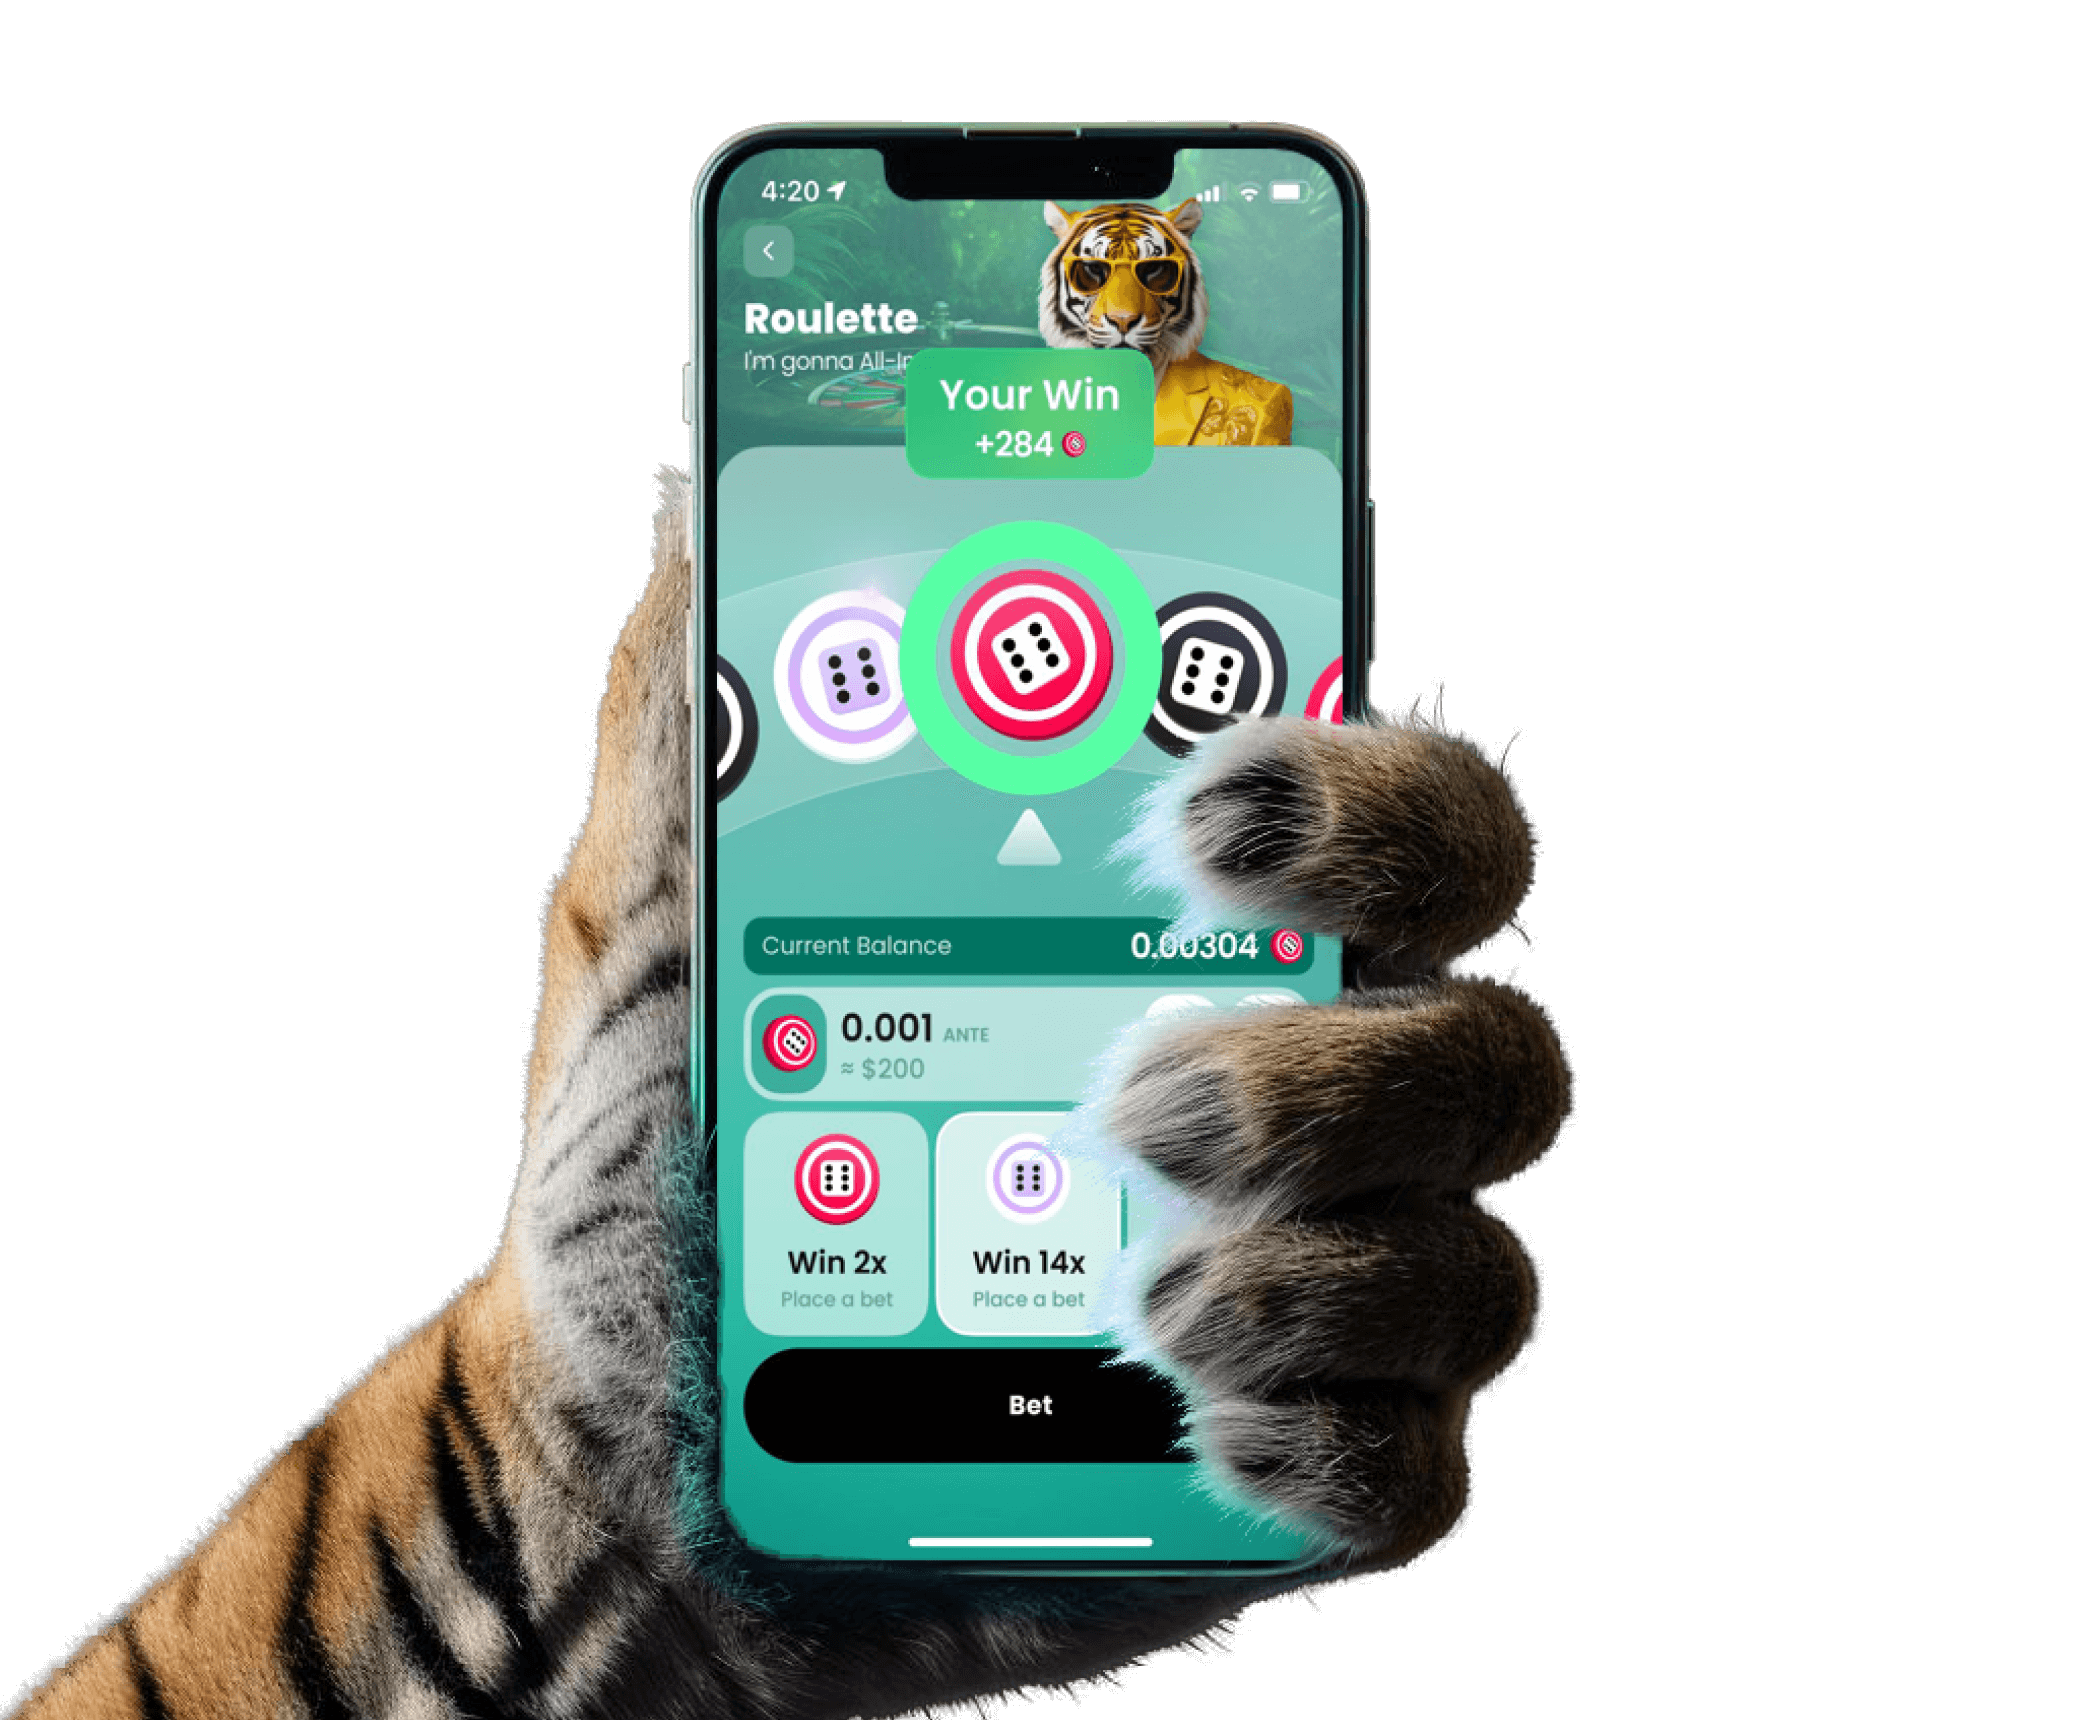 4:20
Roulette
I'm gonna All-In
Your Win
+284
Current Balance
0.00304
0.001 ANTE
≈ $200
Win 2x
Win 14x
Place a bet
Place a bet
Bet